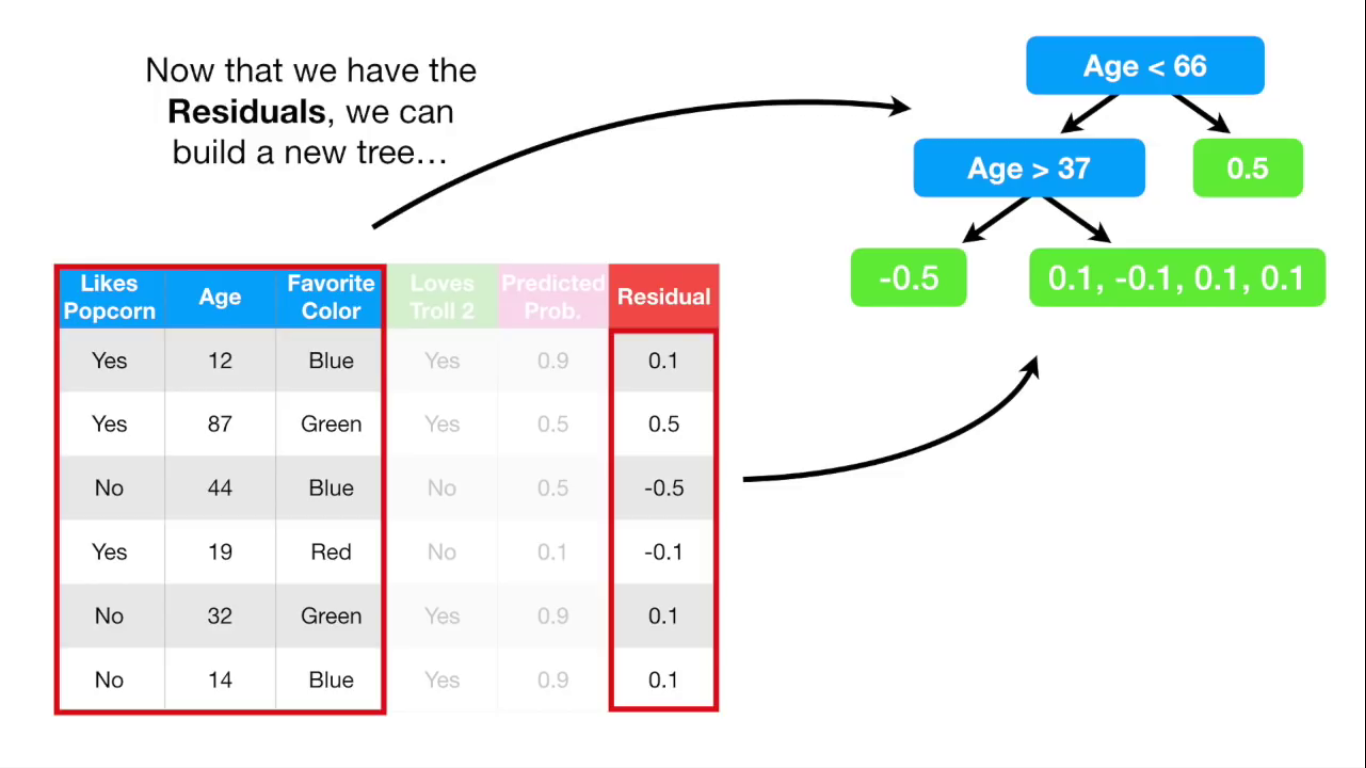 Now that we have the
Residuals, we can
build a new tree...
Age < 66
Age > 37
0.5
-0.5
0.1, -0.1, 0.1, 0.1
Likes Popcorn Age Favorite Color Loves Troll 2 Predicted Prob. Residual
Yes 12 Blue Yes 0.9 0.1
Yes 87 Green Yes 0.5 0.5
No 44 Blue No 0.5 -0.5
Yes 19 Red No 0.1 -0.1
No 32 Green Yes 0.9 0.1
No 14 Blue Yes 0.9 0.1